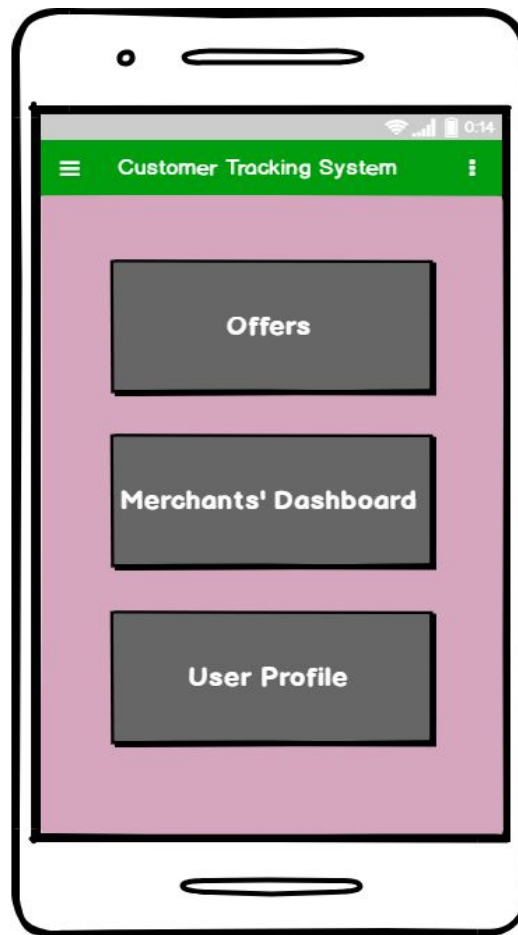 0:14
Customer Tracking System
Offers
Merchants' Dashboard
User Profile